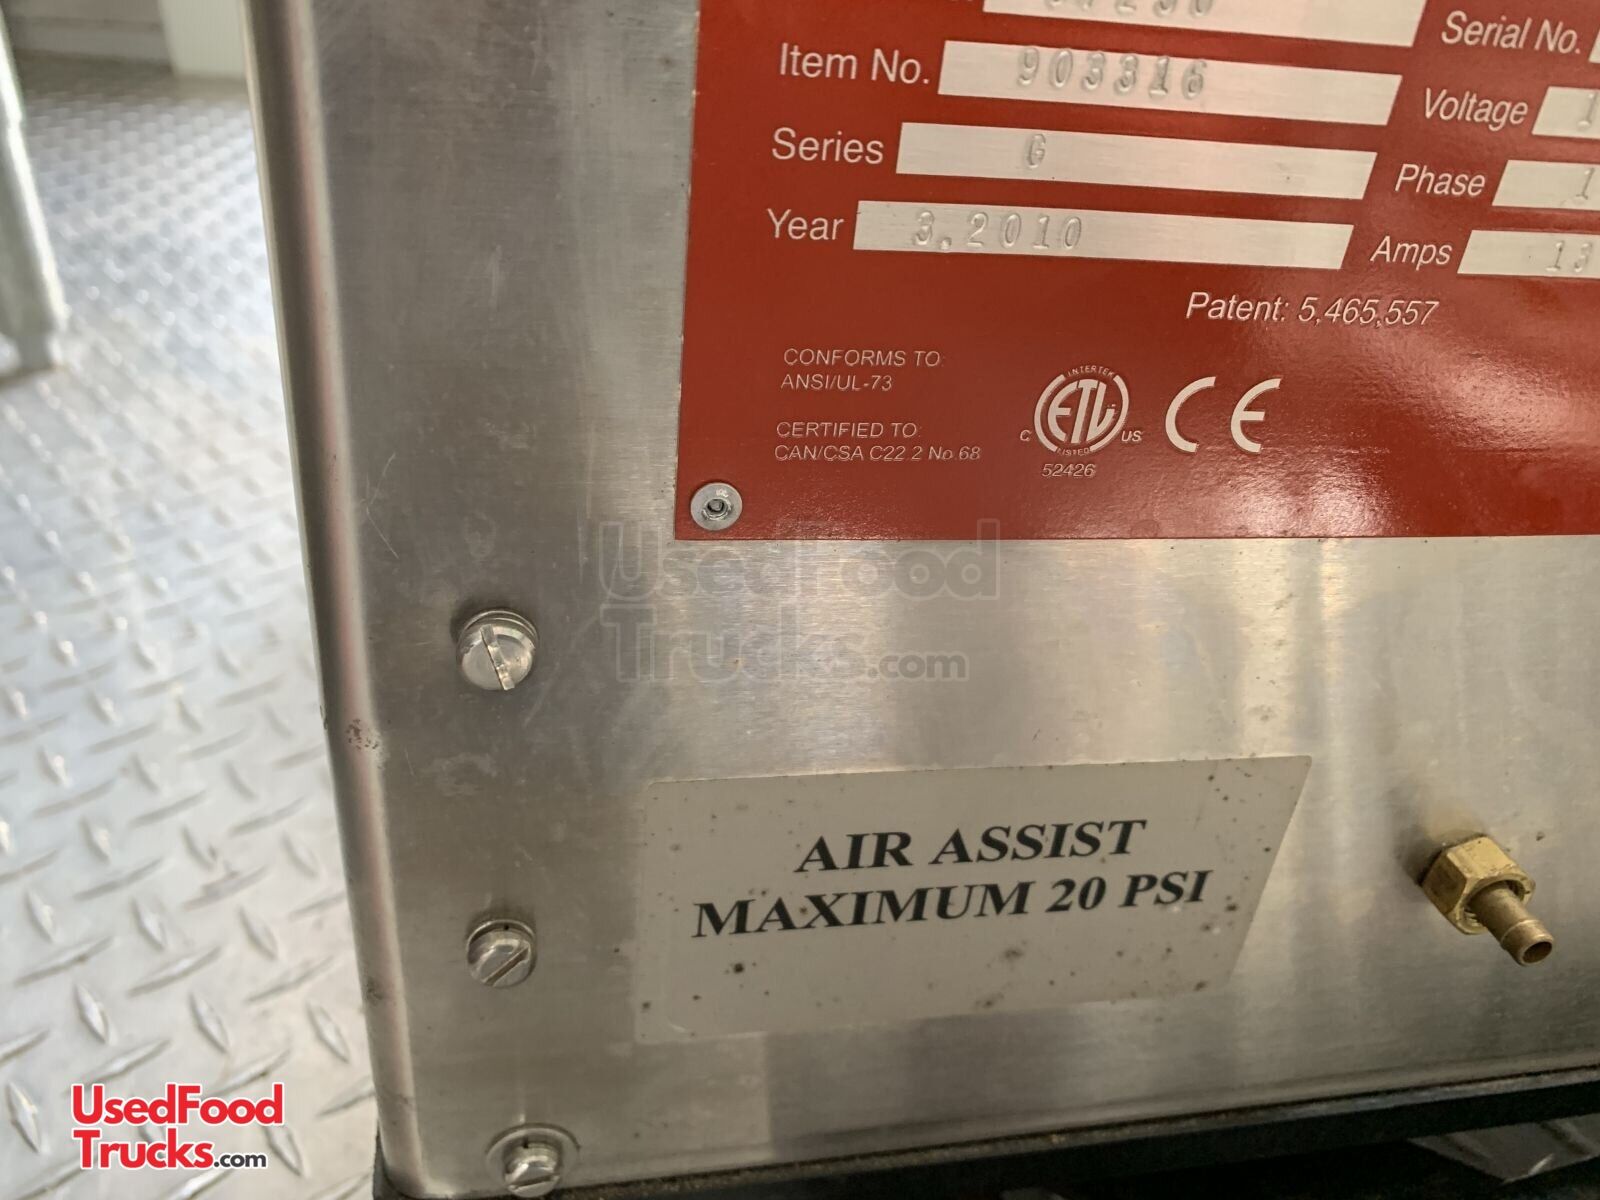 Serial No.
Item No. 903316
Voltage
Series G
Phase 1
Year 3.2010
Amps 13
Patent: 5,465,557
CONFORMS TO
ANSI/UL-73
CERTIFIED TO
CAN/CSA C22.2 No.68
INTERTEK
ETL
C US
LISTED
52426
CE
UsedFood
Trucks.com
AIR ASSIST
MAXIMUM 20 PSI
UsedFood
Trucks.com